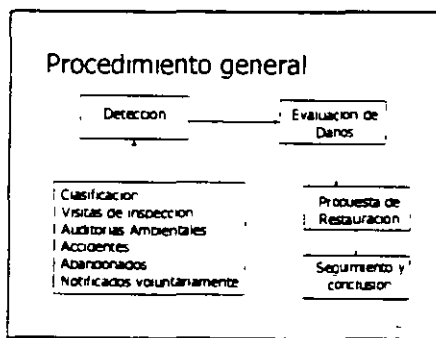 Procedimiento general
Deteccion
Evaluacion de
Danos
Clasificacion
Visitas de inspeccion
Auditorias Ambientales
Accidentes
Abandonados
Notificados voluntariamente
Propuesta de
Restauracion
Seguimiento y
conclusion